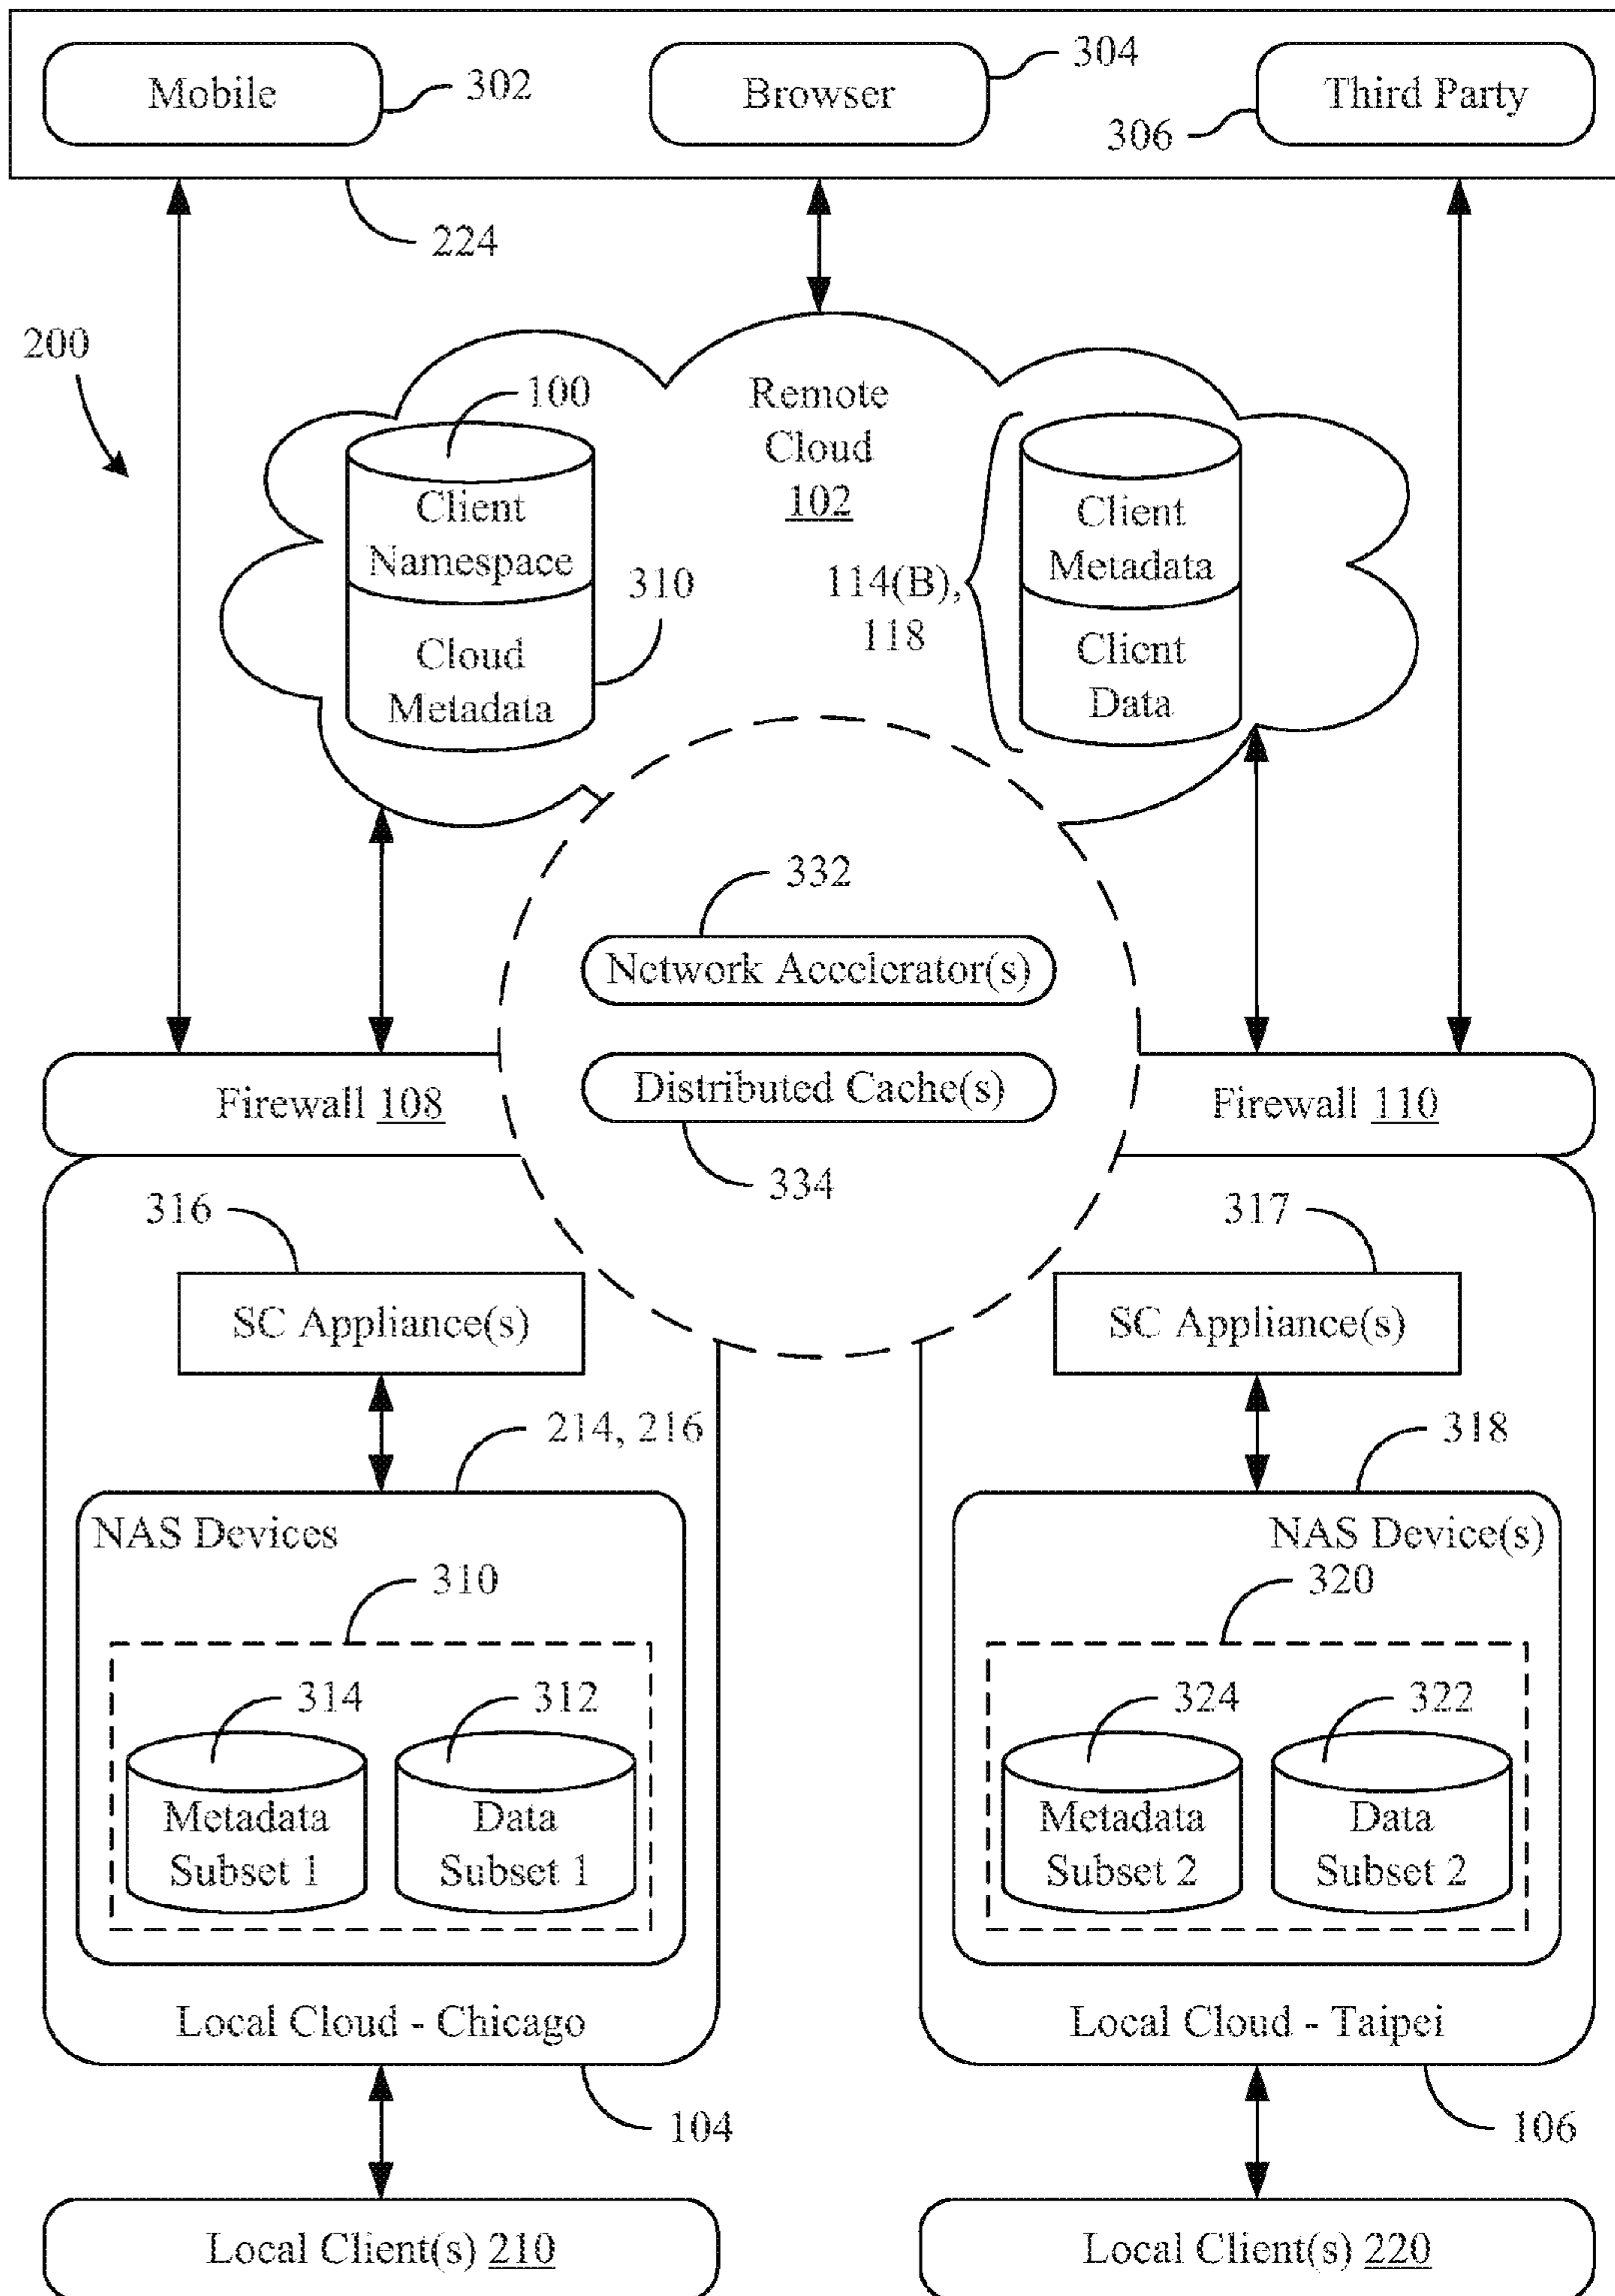 Mobile
302
Browser
304
Third Party
306
224
200
100
Remote
Cloud
102
Client
Namespace
310
Cloud
Metadata
114(B),
118
Client
Metadata
Client
Data
332
Network Accelerator(s)
Firewall 108
Distributed Cache(s)
Firewall 110
334
316
317
SC Appliance(s)
SC Appliance(s)
214, 216
318
NAS Devices
NAS Device(s)
310
320
314
312
324
322
Metadata
Subset 1
Data
Subset 1
Metadata
Subset 2
Data
Subset 2
Local Cloud - Chicago
Local Cloud - Taipei
104
106
Local Client(s) 210
Local Client(s) 220